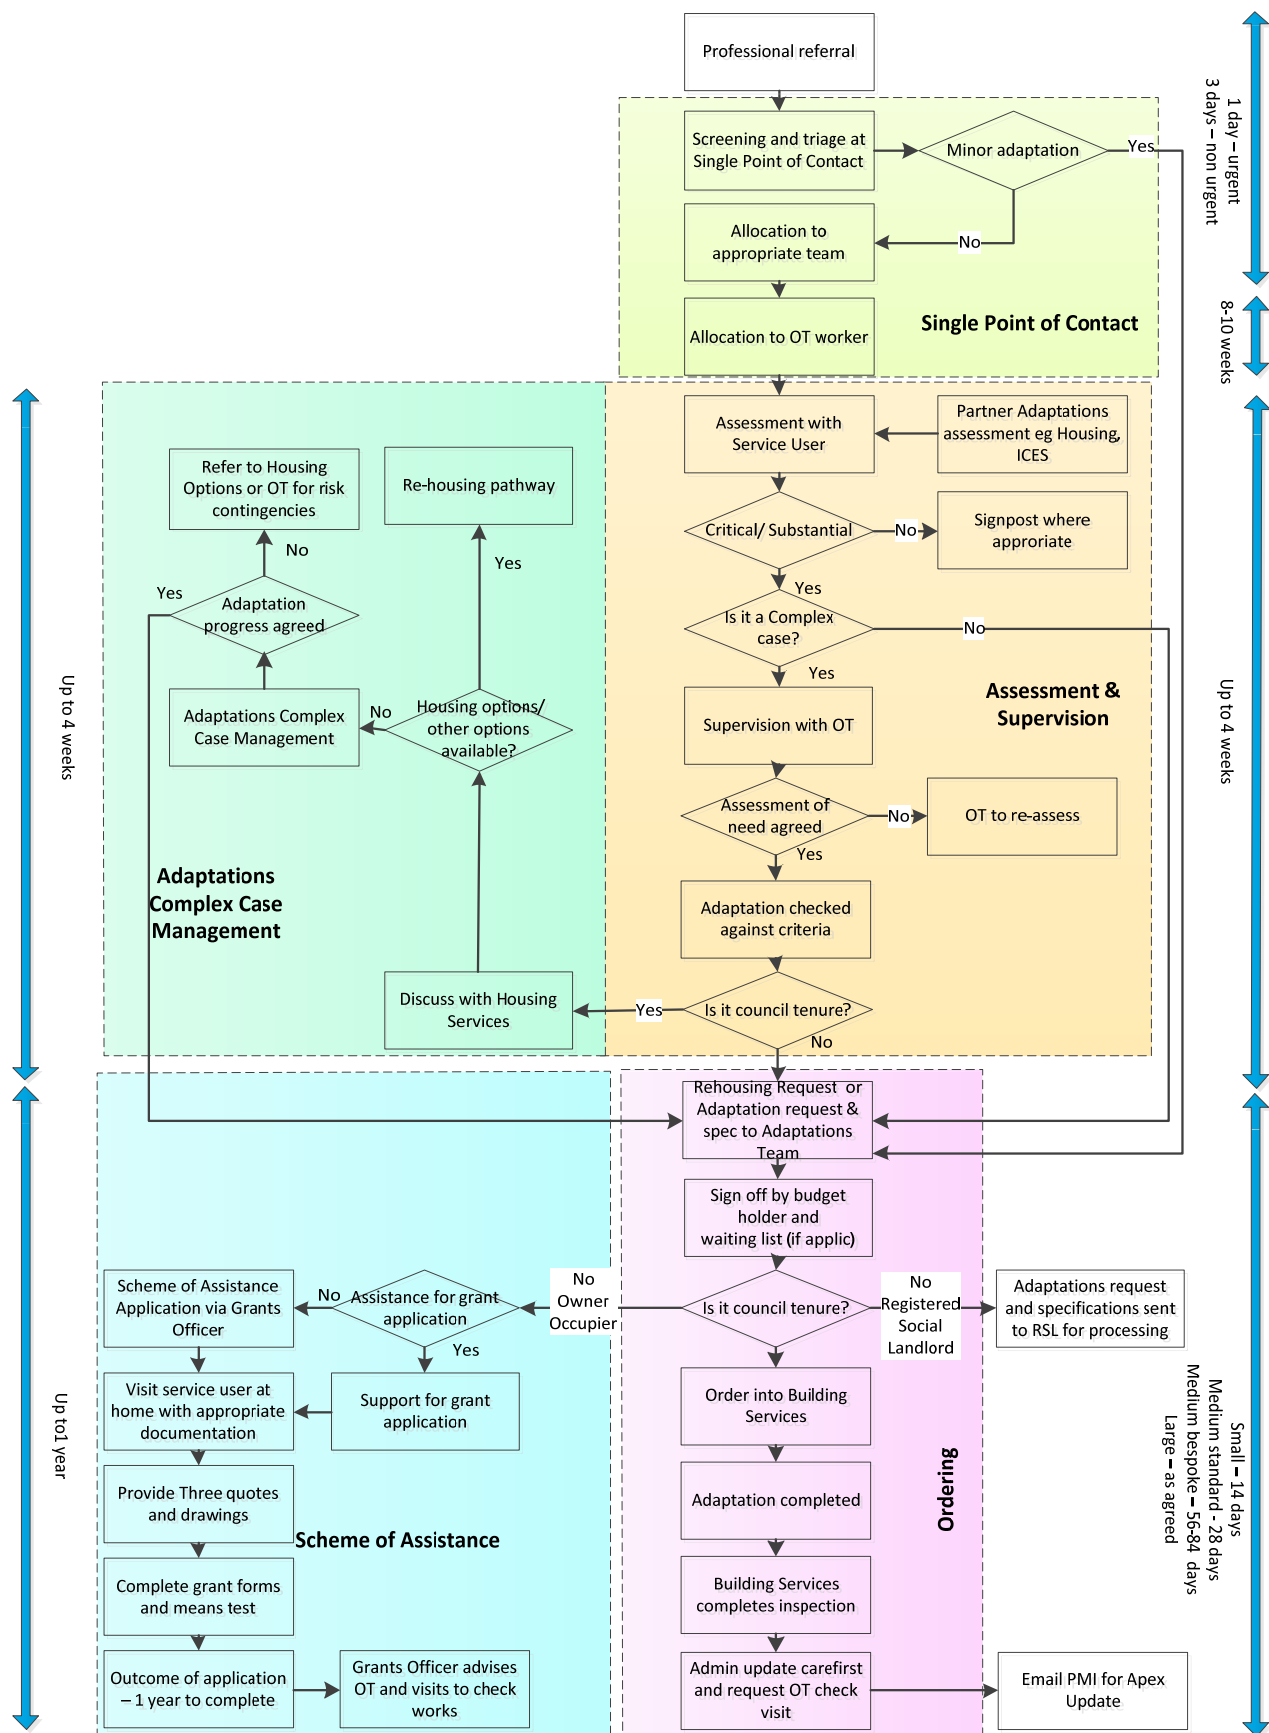 Professional referral
1 day – urgent
3 days – non urgent
Screening and triage at
Single Point of Contact
Minor adaptation
Yes
Allocation to
appropriate team
No
Allocation to OT worker
Single Point of Contact
8-10 weeks
Assessment with
Service User
Partner Adaptations
assessment eg Housing,
ICES
Critical/ Substantial
No
Signpost where
approriate
Yes
Is it a Complex
case?
No
Yes
Supervision with OT
Assessment &
Supervision
Up to 4 weeks
Assessment of
need agreed
No
OT to re-assess
Yes
Adaptation checked
against criteria
Is it council tenure?
Yes
No
Refer to Housing
Options or OT for risk
contingencies
Re-housing pathway
No
Yes
Yes
Adaptation
progress agreed
Adaptations Complex
Case Management
No
Housing options/
other options
available?
Up to 4 weeks
Adaptations
Complex Case
Management
Discuss with Housing
Services
Rehousing Request or
Adaptation request &
spec to Adaptations
Team
Sign off by budget
holder and
waiting list (if applic)
Is it council tenure?
No
Owner
Occupier
No
Registered
Social
Landlord
Adaptations request
and specifications sent
to RSL for processing
Order into Building
Services
Adaptation completed
Building Services
completes inspection
Admin update carefirst
and request OT check
visit
Email PMI for Apex
Update
Ordering
Small – 14 days
Medium standard - 28 days
Medium bespoke – 56-84 days
Large – as agreed
Scheme of Assistance
Application via Grants
Officer
No
Assistance for grant
application
Yes
Visit service user at
home with appropriate
documentation
Support for grant
application
Provide Three quotes
and drawings
Scheme of Assistance
Complete grant forms
and means test
Outcome of application
– 1 year to complete
Grants Officer advises
OT and visits to check
works
Up to1 year